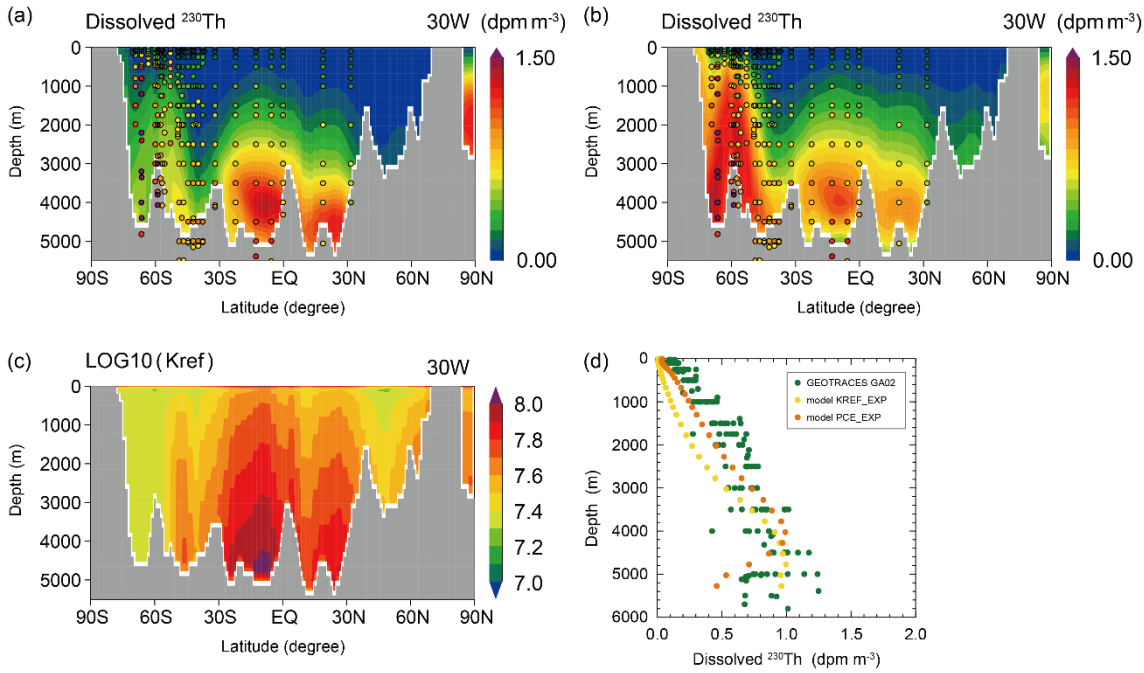 (a) Dissolved ²³⁰Th 30W (dpm m⁻³)
0
1000
2000
3000
4000
5000
Depth (m)
90S 60S 30S EQ 30N 60N 90N
Latitude (degree)
1.50
0.00
(b) Dissolved ²³⁰Th 30W (dpm m⁻³)
0
1000
2000
3000
4000
5000
Depth (m)
90S 60S 30S EQ 30N 60N 90N
Latitude (degree)
1.50
0.00
(c) LOG10 (Kref) 30W
0
1000
2000
3000
4000
5000
Depth (m)
90S 60S 30S EQ 30N 60N 90N
Latitude (degree)
8.0
7.8
7.6
7.4
7.2
7.0
(d)
0
1000
2000
3000
4000
5000
6000
Depth (m)
GEOTRACES GA02
model KREF_EXP
model PCE_EXP
0.0 0.5 1.0 1.5 2.0
Dissolved ²³⁰Th (dpm m⁻³)